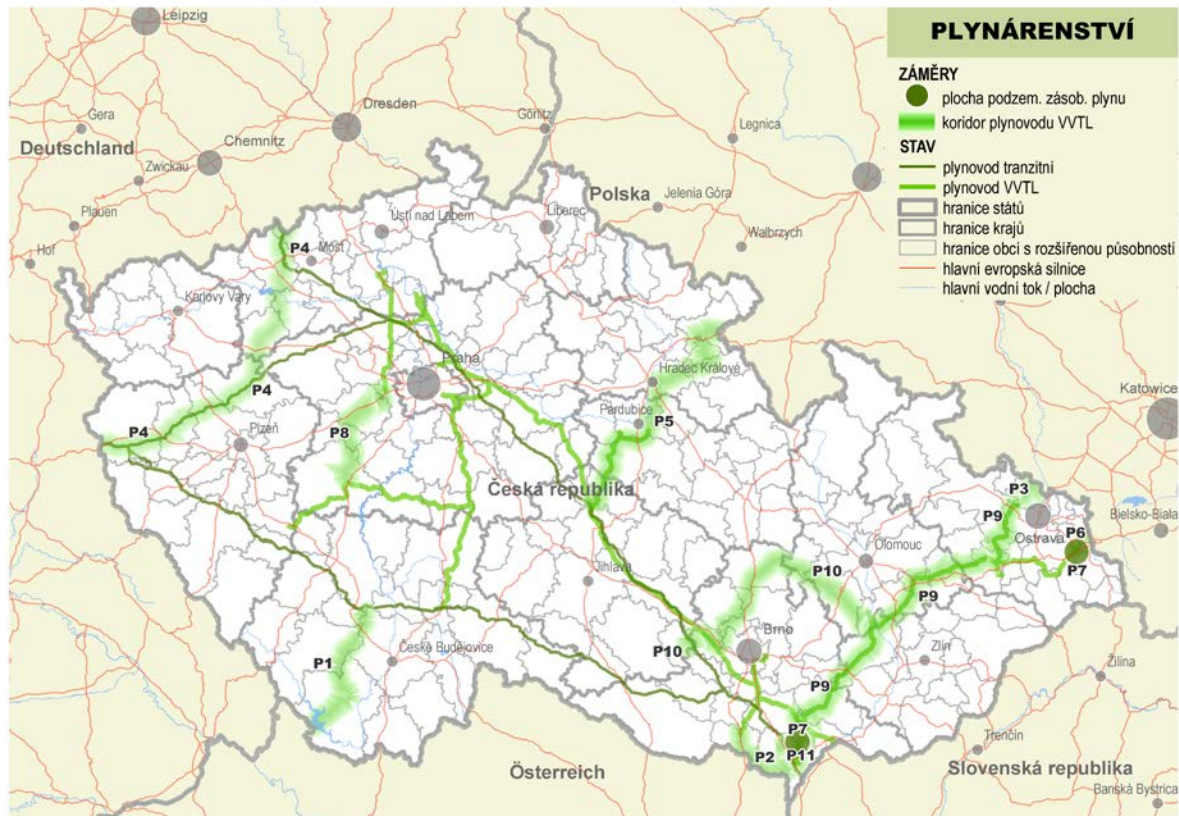 PLYNÁRENSTVÍ
ZÁMĚRY
plocha podzem. zásob. plynu
koridor plynovodu VVTL
STAV
plynovod tranzitní
plynovod VVTL
hranice států
hranice krajů
hranice obcí s rozšířenou působností
hlavní evropská silnice
hlavní vodní tok / plocha
Leipzig
Gera
Deutschland
Dresden
Görlitz
Legnica
Chemnitz
Zwickau
Polska
Jelenia Góra
Plauen
Hof
Ústí nad Labem
Liberec
Walbrzych
P4
Most
Karlovy Vary
Praha
Hradec Králové
Katowice
P4
Pardubice
P5
P4
Plzeň
P8
Česká republika
P3
P9
Ostrava
Bielsko-Biala
P6
P7
Olomouc
Jihlava
P10
P9
Brno
P10
Zlín
P1
České Budějovice
Žilina
P9
P7
P11
P2
Trenčín
Österreich
Slovenská republika
Banská Bystrica